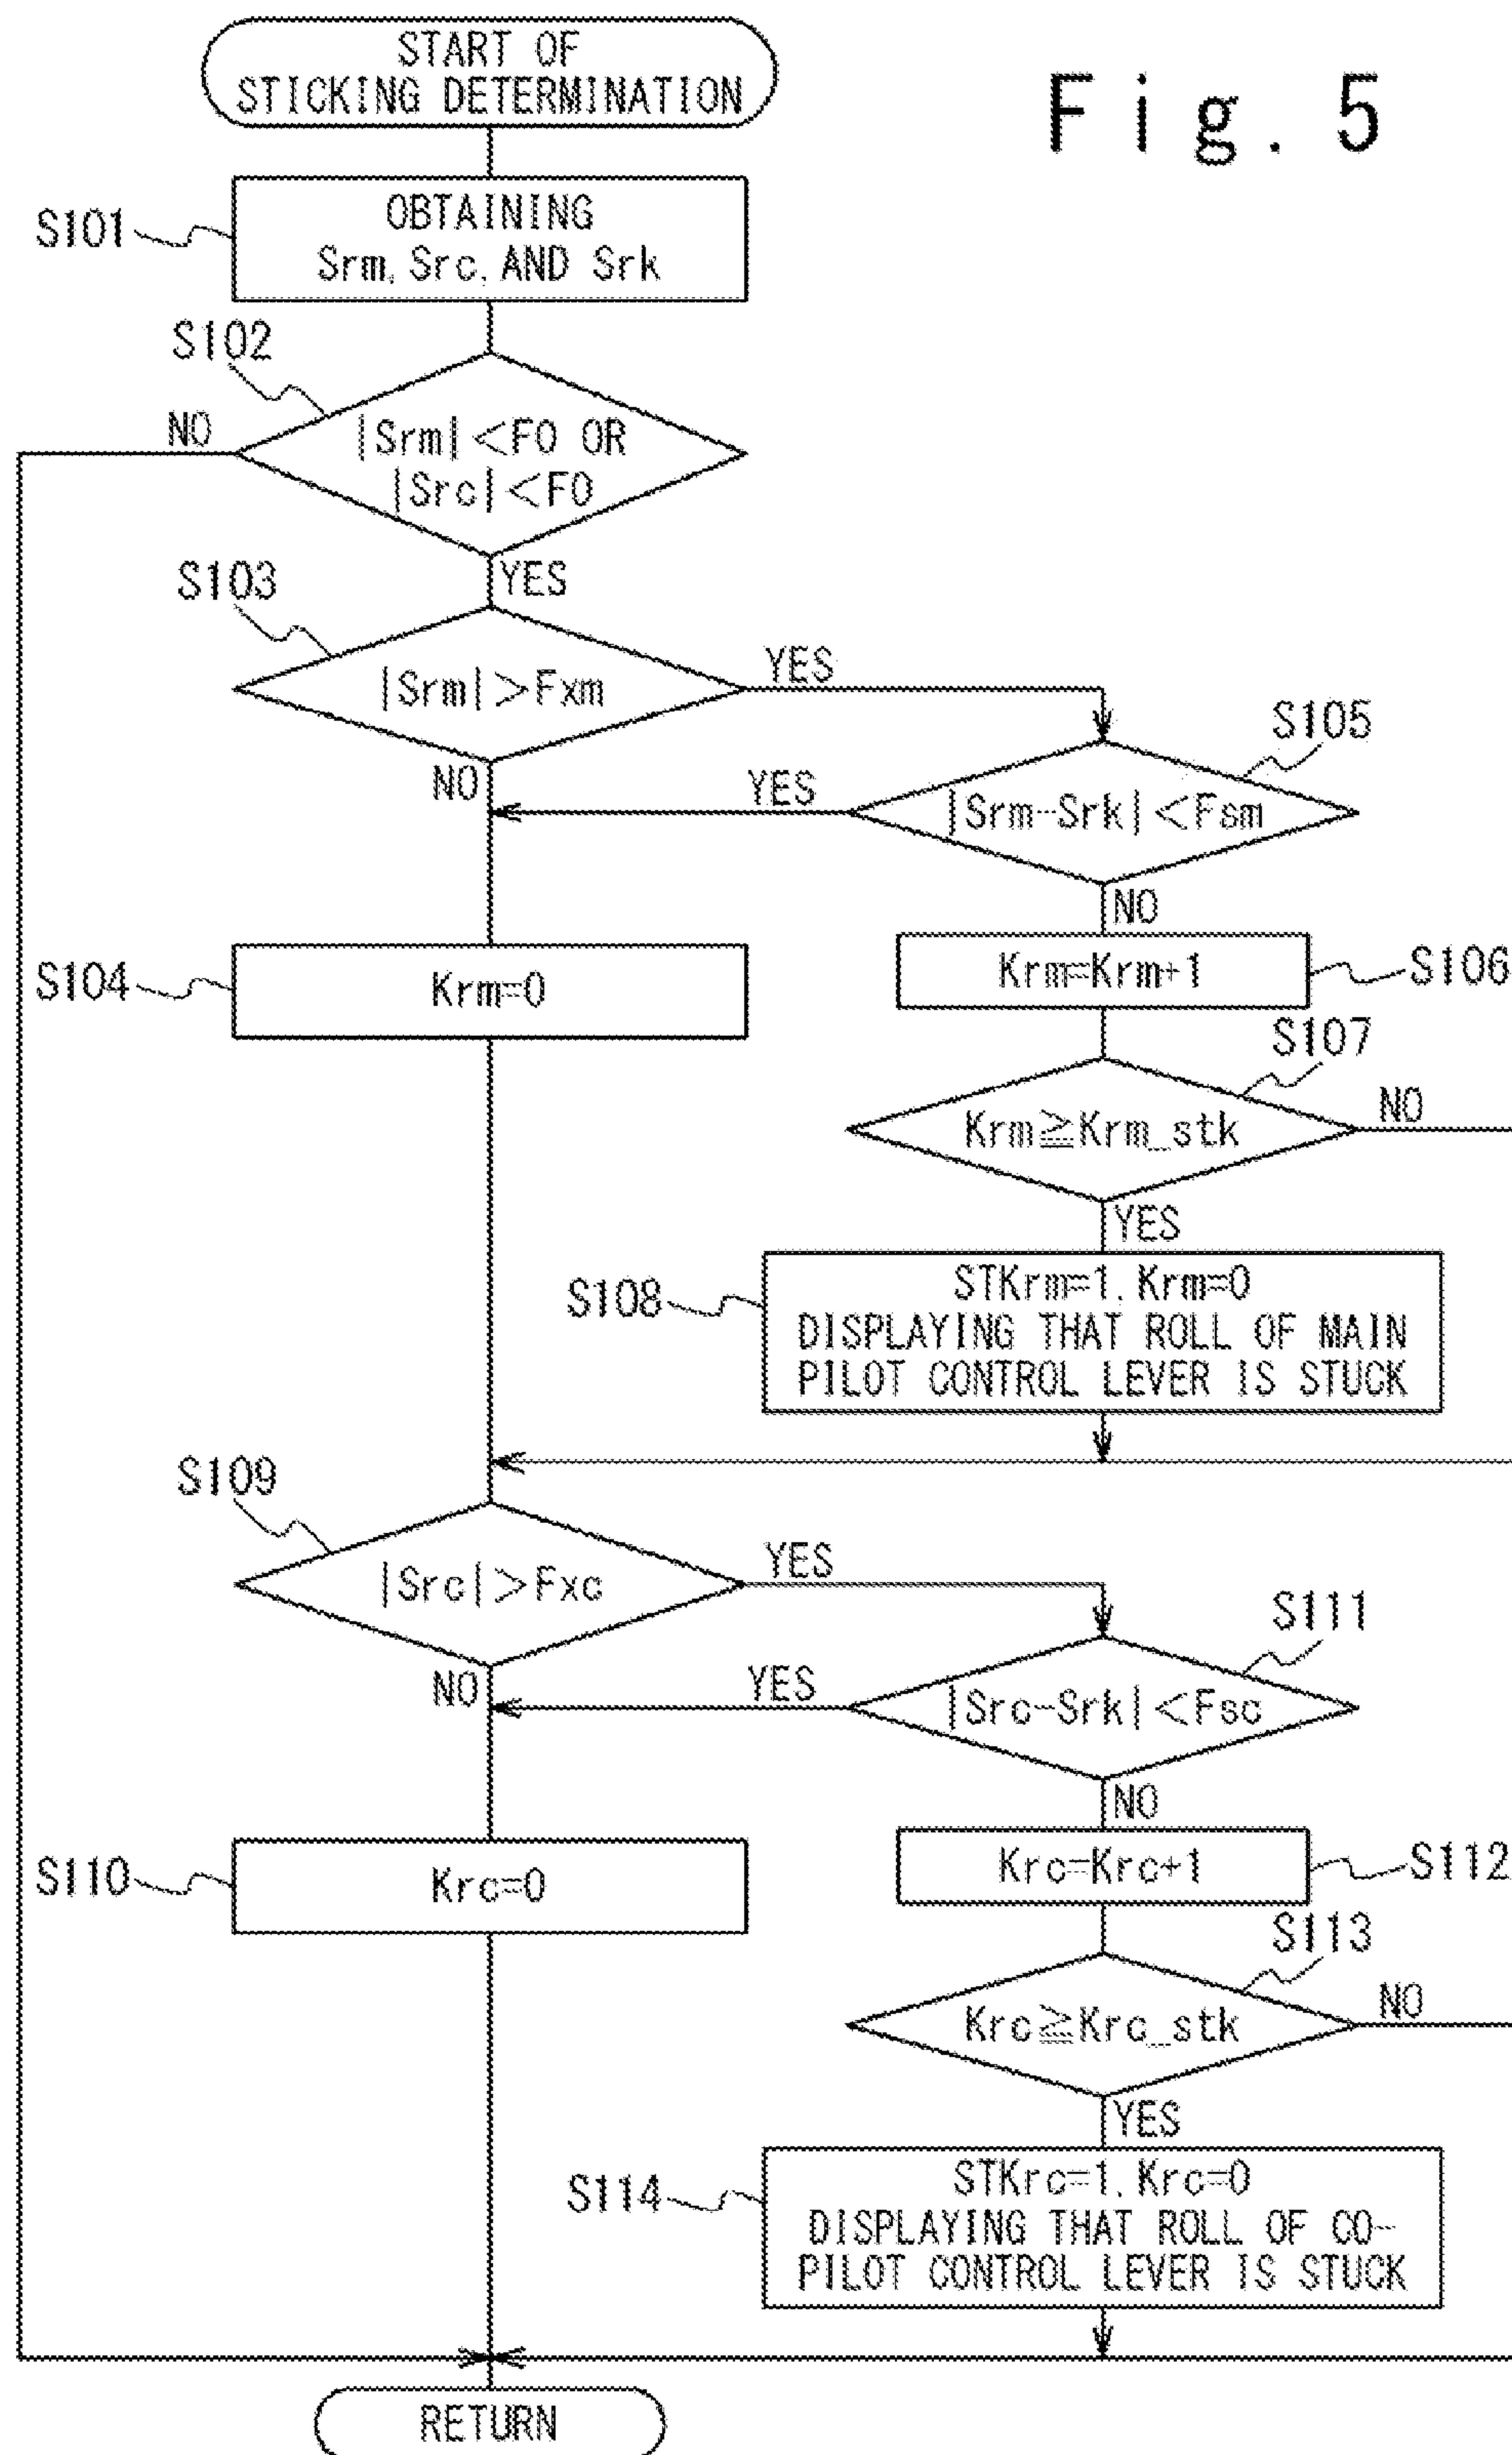 START OF
STICKING DETERMINATION
Fig. 5
S101
OBTAINING
Srm, Src, AND Srk
S102
NO
|Srm|<F0 OR
|Src|<F0
YES
S103
|Srm|>Fxm
YES
NO
S105
YES
|Srm-Srk|<Fsm
NO
S104
Krm=0
Krm=Krm+1
S106
S107
Krm≧Krm_stk
NO
YES
S108
STKrm=1, Krm=0
DISPLAYING THAT ROLL OF MAIN
PILOT CONTROL LEVER IS STUCK
S109
|Src|>Fxc
YES
NO
S111
YES
|Src-Srk|<Fsc
NO
S110
Krc=0
Krc=Krc+1
S112
S113
Krc≧Krc_stk
NO
YES
S114
STKrc=1, Krc=0
DISPLAYING THAT ROLL OF CO-
PILOT CONTROL LEVER IS STUCK
RETURN